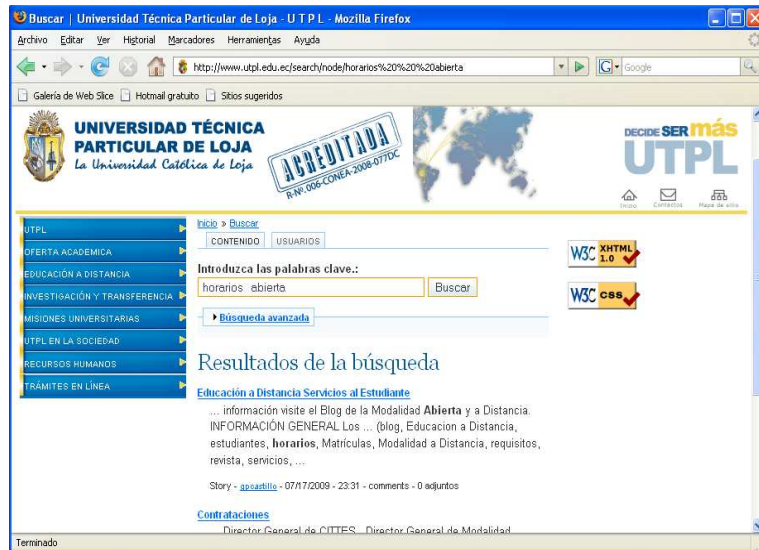 Buscar | Universidad Técnica Particular de Loja - U T P L - Mozilla Firefox
Archivo Editar Ver Historial Marcadores Herramientas Ayuda
http://www.utpl.edu.ec/search/node/horarios%20%20%20abierta
G Google
Galería de Web Slice Hotmail gratuito Sitios sugeridos
UNIVERSIDAD TÉCNICA
PARTICULAR DE LOJA
La Universidad Católica de Loja
ACREDITADA
R-Nº.006-CONEA-2008-077DC
DECIDE SER más
UTPL
Inicio Contactos Mapa de sitio
UTPL
OFERTA ACADEMICA
EDUCACIÓN A DISTANCIA
INVESTIGACIÓN Y TRANSFERENCIA
MISIONES UNIVERSITARIAS
UTPL EN LA SOCIEDAD
RECURSOS HUMANOS
TRÁMITES EN LÍNEA
Inicio » Buscar
CONTENIDO USUARIOS
Introduzca las palabras clave.:
horarios abierta Buscar
Búsqueda avanzada
W3C XHTML 1.0
W3C css
Resultados de la búsqueda
Educación a Distancia Servicios al Estudiante
... información visite el Blog de la Modalidad Abierta y a Distancia.
INFORMACIÓN GENERAL Los ... (blog, Educacion a Distancia,
estudiantes, horarios, Matrículas, Modalidad a Distancia, requisitos,
revista, servicios, ...
Story - gpcastillo - 07/17/2009 - 23:31 - comments - 0 adjuntos
Contrataciones
Director General de CITTES Director General de Modalidad
Terminado